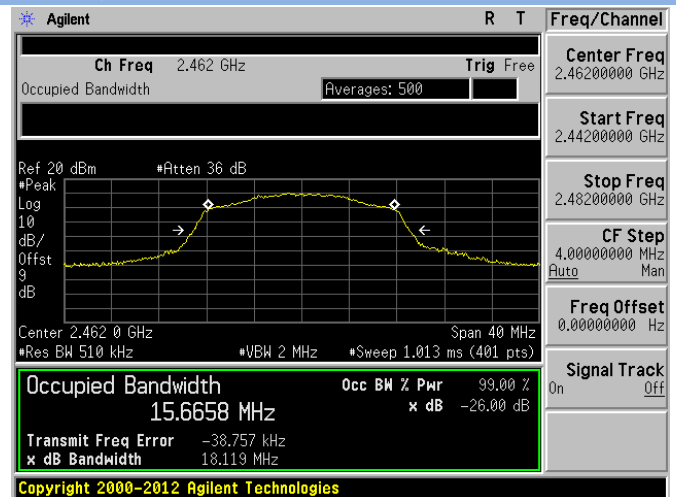 Agilent R T Freq/Channel
Ch Freq 2.462 GHz Trig Free
Occupied Bandwidth Averages: 500
Center Freq
2.46200000 GHz
Start Freq
2.44200000 GHz
Ref 20 dBm #Atten 36 dB
#Peak
Log
10
dB/
Offst
9
dB
Stop Freq
2.48200000 GHz
CF Step
4.00000000 MHz
Auto Man
Freq Offset
0.00000000 Hz
Center 2.462 0 GHz Span 40 MHz
#Res BW 510 kHz #VBW 2 MHz #Sweep 1.013 ms (401 pts)
Signal Track
On Off
Occupied Bandwidth Occ BW % Pwr 99.00 %
15.6658 MHz x dB -26.00 dB
Transmit Freq Error -38.757 kHz
x dB Bandwidth 18.119 MHz
Copyright 2000-2012 Agilent Technologies